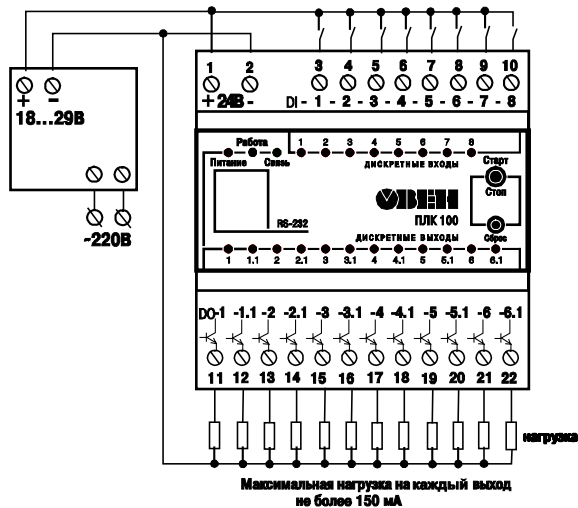 1 2 3 4 5 6 7 8 9 10
+ 24В - DI - 1 - 2 - 3 - 4 - 5 - 6 - 7 - 8
+ -
18...29В
~220В
Работа
Питание Связь
1 2 3 4 5 6 7 8
ДИСКРЕТНЫЕ ВХОДЫ
Старт
Стоп
ОВЕН
ПЛК 100
RS-232
ДИСКРЕТНЫЕ ВЫХОДЫ
Сброс
1 1.1 2 2.1 3 3.1 4 4.1 5 5.1 6 6.1
DO-1 -1.1 -2 -2.1 -3 -3.1 -4 -4.1 -5 -5.1 -6 -6.1
11 12 13 14 15 16 17 18 19 20 21 22
нагрузка
Максимальная нагрузка на каждый выход
не более 150 мА